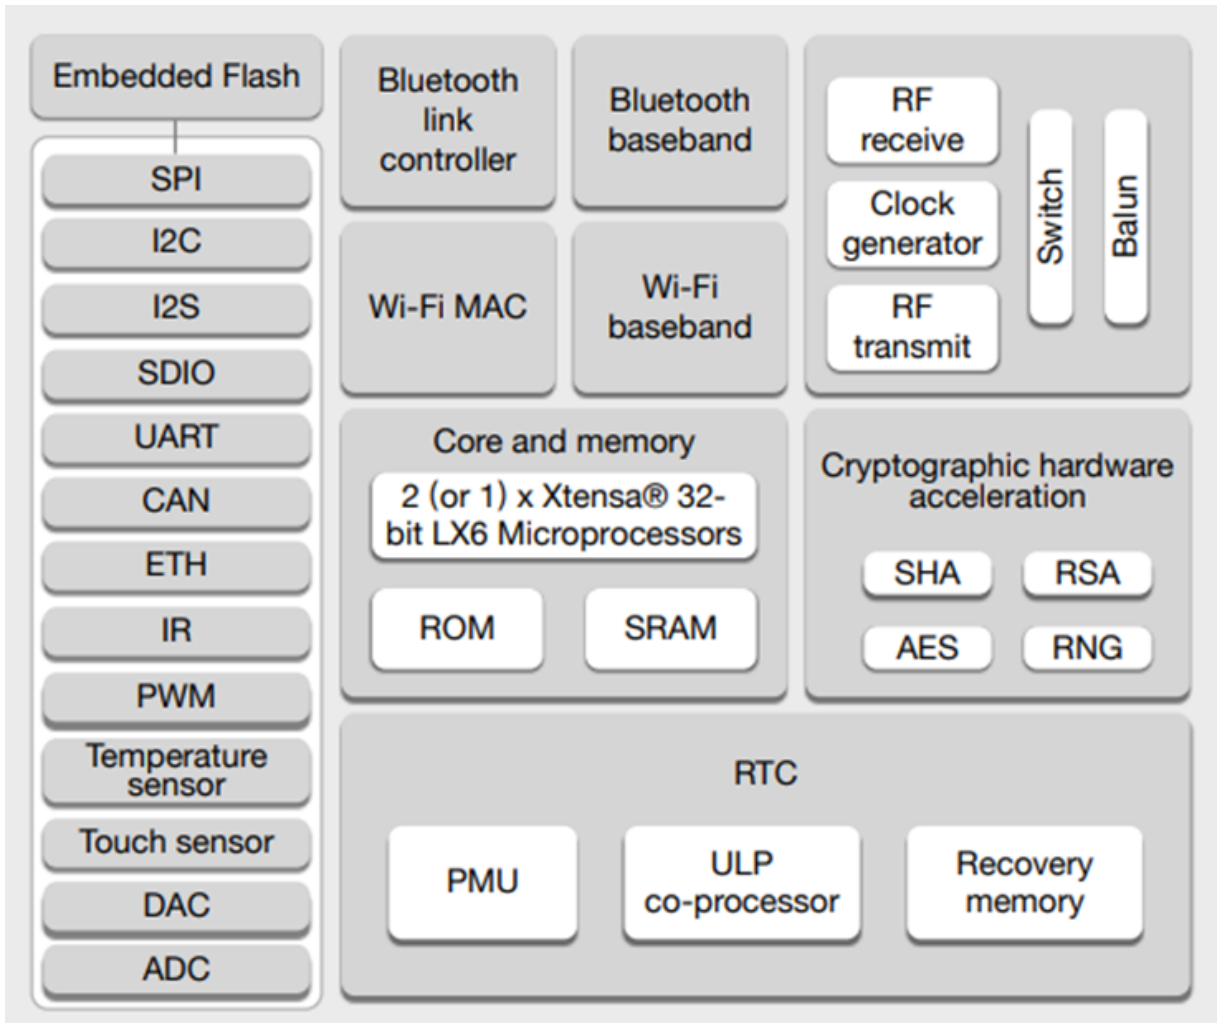 Embedded Flash
SPI
I2C
I2S
SDIO
UART
CAN
ETH
IR
PWM
Temperature
sensor
Touch sensor
DAC
ADC
Bluetooth
link
controller
Bluetooth
baseband
Wi-Fi MAC
Wi-Fi
baseband
RF
receive
Clock
generator
RF
transmit
Switch
Balun
Core and memory
2 (or 1) x Xtensa® 32-
bit LX6 Microprocessors
ROM
SRAM
Cryptographic hardware
acceleration
SHA
RSA
AES
RNG
RTC
PMU
ULP
co-processor
Recovery
memory